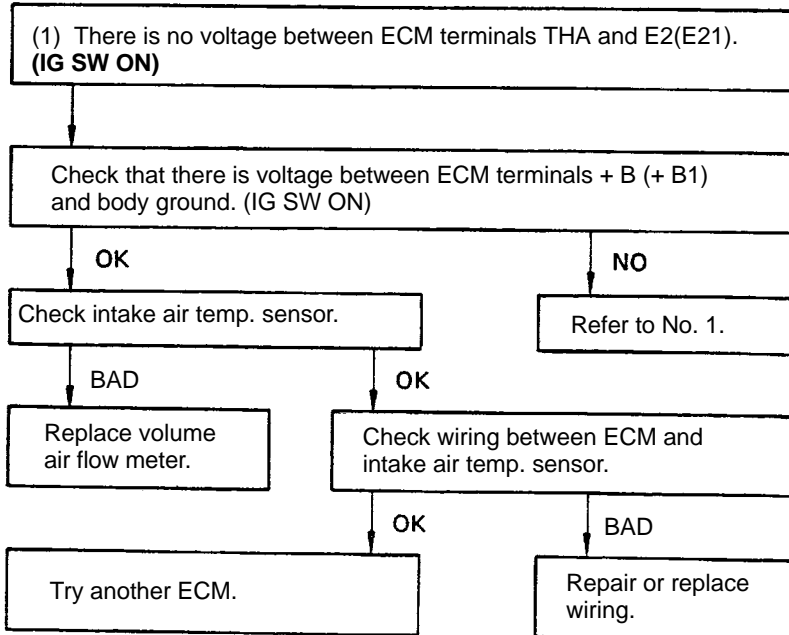 (1) There is no voltage between ECM terminals THA and E2(E21).
(IG SW ON)
Check that there is voltage between ECM terminals + B (+ B1)
and body ground. (IG SW ON)
OK
NO
Check intake air temp. sensor.
Refer to No. 1.
BAD
OK
Replace volume
air flow meter.
Check wiring between ECM and
intake air temp. sensor.
OK
BAD
Try another ECM.
Repair or replace
wiring.